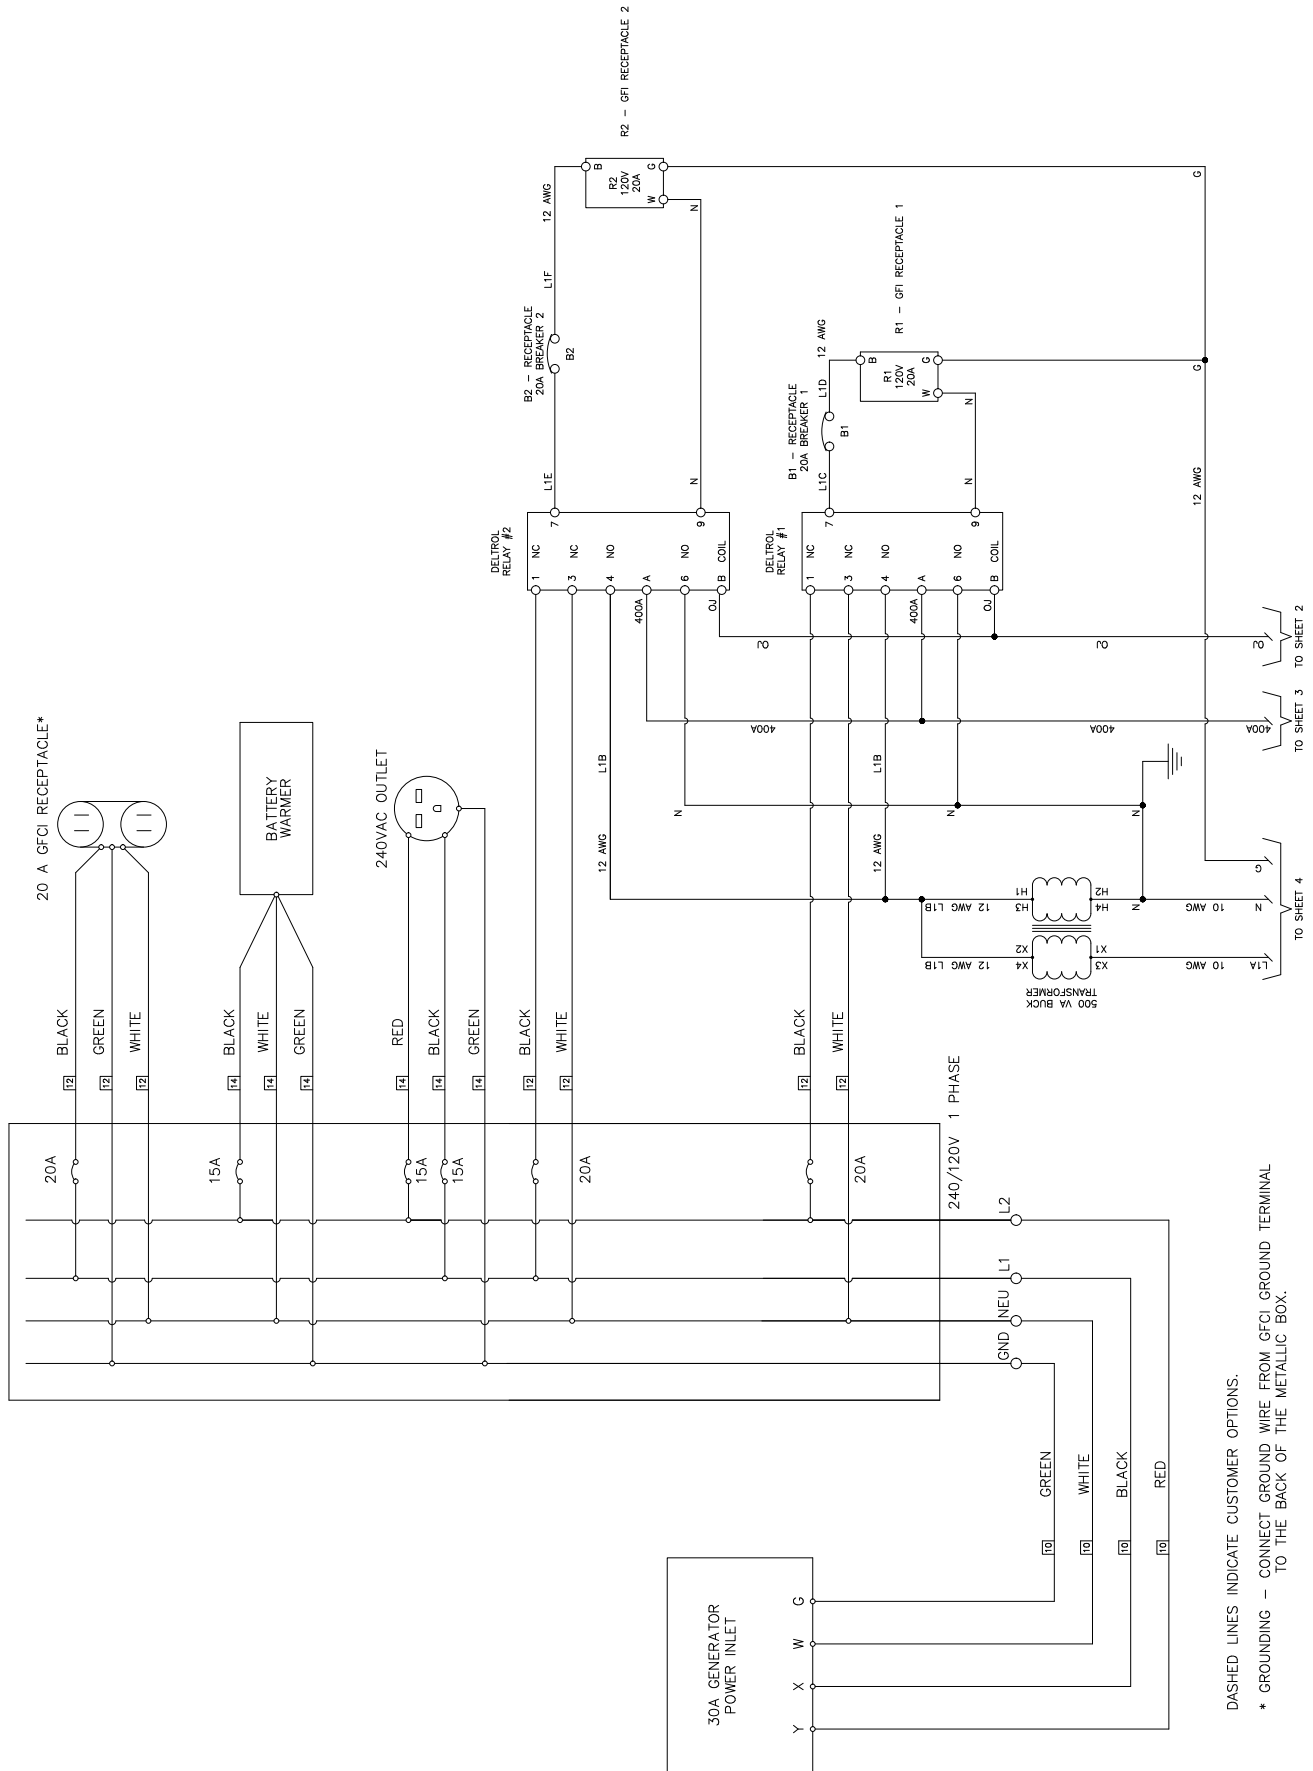 20 A GFCI RECEPTACLE*
BATTERY
WARMER
240VAC OUTLET
BLACK
GREEN
WHITE
BLACK
WHITE
GREEN
RED
BLACK
GREEN
BLACK
WHITE
BLACK
WHITE
12
12
12
14
14
14
14
14
14
12
12
12
12
20A
15A
15A
15A
20A
20A
240/120V 1 PHASE
L2
L1
NEU
GND
GREEN
WHITE
BLACK
RED
10
10
10
10
30A GENERATOR
POWER INLET
G
W
X
Y
DELTROL
RELAY #2
1
NC
3
NC
4
NO
A
6
NO
B
COIL
7
9
400A
OJ
L1E
B2 – RECEPTACLE
20A BREAKER 2
B2
L1F
12 AWG
B
R2
120V
20A
W
G
N
N
R2 – GFI RECEPTACLE 2
DELTROL
RELAY #1
1
NC
3
NC
4
NO
A
6
NO
B
COIL
7
9
400A
OJ
L1C
B1 – RECEPTACLE
20A BREAKER 1
B1
L1D
12 AWG
B
R1
120V
20A
W
G
N
N
R1 – GFI RECEPTACLE 1
G
G
12 AWG
OJ
OJ
OJ
400A
400A
400A
L1B
12 AWG
L1B
12 AWG
N
N
N
N
12 AWG L1B
H3 H1
H4 H2
12 AWG L1B
X4 X2
X3 X1
500 VA BUCK
TRANSFORMER
10 AWG
N
10 AWG
L1A
G
TO SHEET 2
TO SHEET 3
TO SHEET 4
DASHED LINES INDICATE CUSTOMER OPTIONS.
* GROUNDING – CONNECT GROUND WIRE FROM GFCI GROUND TERMINAL
TO THE BACK OF THE METALLIC BOX.